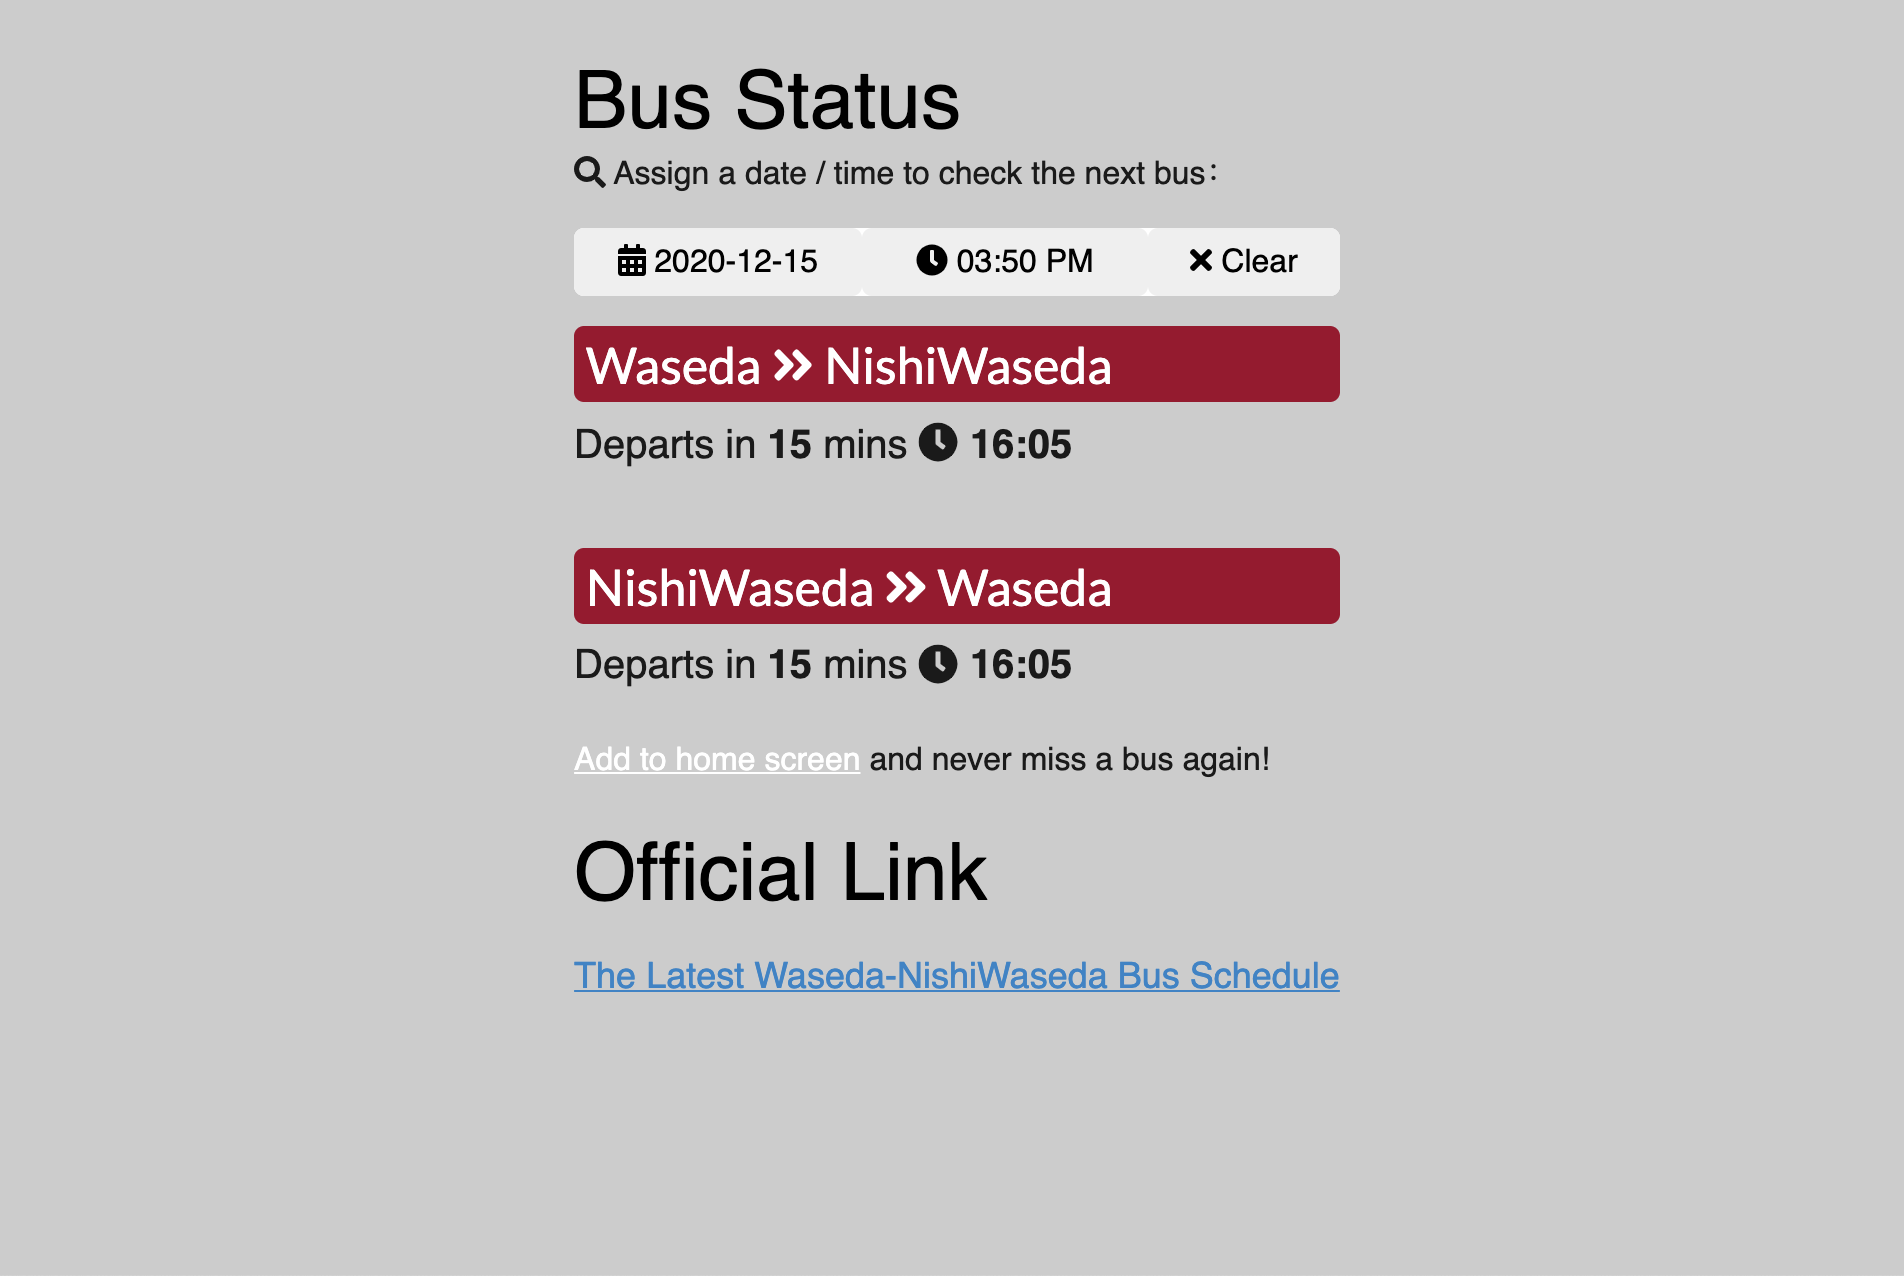 Bus Status
Assign a date / time to check the next bus：
2020-12-15 03:50 PM Clear
Waseda NishiWaseda
Departs in 15 mins 16:05
NishiWaseda Waseda
Departs in 15 mins 16:05
Add to home screen and never miss a bus again!
Official Link
The Latest Waseda-NishiWaseda Bus Schedule